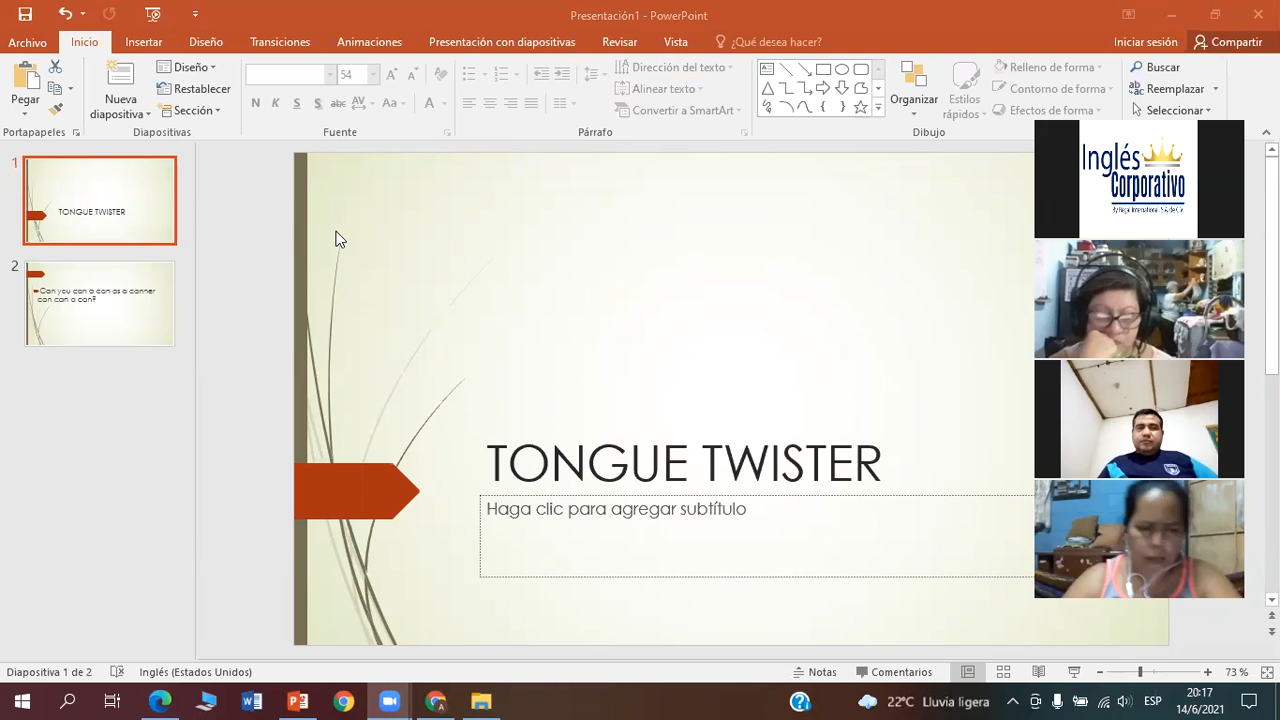 Presentación1 - PowerPoint
Archivo Inicio Insertar Diseño Transiciones Animaciones Presentación con diapositivas Revisar Vista ¿Qué desea hacer? Iniciar sesión Compartir
Pegar
Nueva diapositiva
Diseño
Restablecer
Sección
54
N K S S abc AV Aa A
Dirección del texto
Alinear texto
Convertir a SmartArt
Organizar
Estilos rápidos
Relleno de forma
Contorno de forma
Efectos de forma
Buscar
Reemplazar
Seleccionar
Portapapeles Diapositivas Fuente Párrafo Dibujo
1
TONGUE TWISTER
2
Can you can a can as a canner
can can a can?
TONGUE TWISTER
Haga clic para agregar subtítulo
Inglés
Corporativo
Diapositiva 1 de 2 Inglés (Estados Unidos) Notas Comentarios 73 %
22°C Lluvia ligera ESP 20:17
14/6/2021